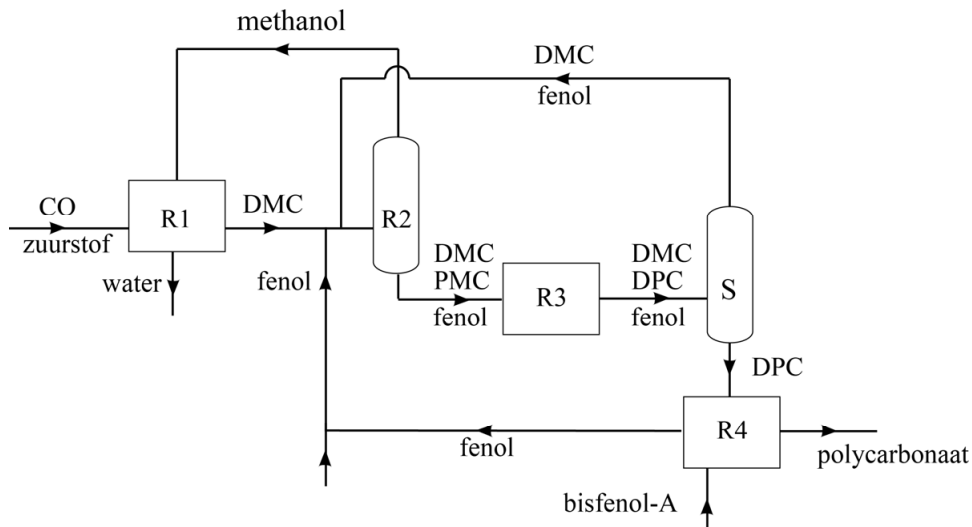 methanol
DMC
fenol
CO
zuurstof
R1
DMC
R2
water
fenol
DMC
PMC
fenol
R3
DMC
DPC
fenol
S
DPC
fenol
R4
polycarbonaat
bisfenol-A